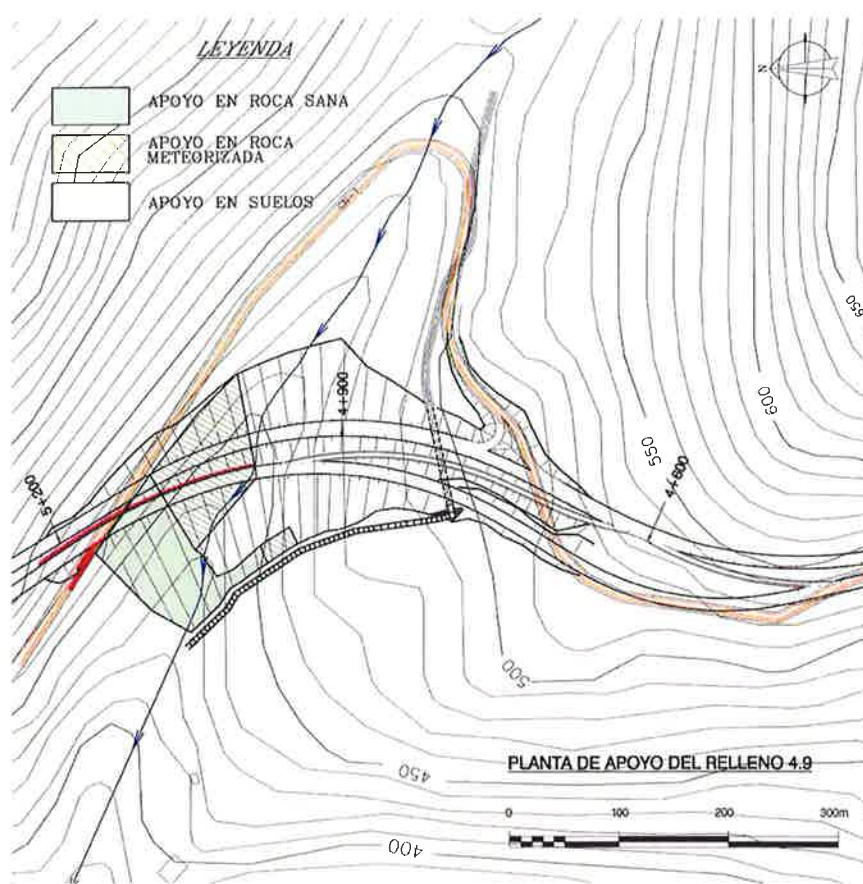 LEYENDA
APOYO EN ROCA SANA
APOYO EN ROCA
METEORIZADA
APOYO EN SUELOS
N
650
600
550
4+900
5+200
4+600
500
450
400
PLANTA DE APOYO DEL RELLENO 4.9
0 100 200 300m